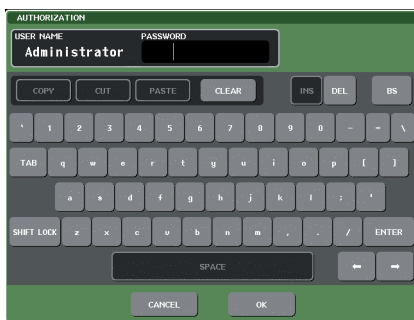 AUTHORIZATION
USER NAME PASSWORD
Administrator
COPY CUT PASTE CLEAR INS DEL BS
` 1 2 3 4 5 6 7 8 9 0 - = \
TAB q w e r t y u i o p [ ]
a s d f g h j k l ; '
SHIFT LOCK z x c v b n m , . / ENTER
SPACE ← →
CANCEL OK